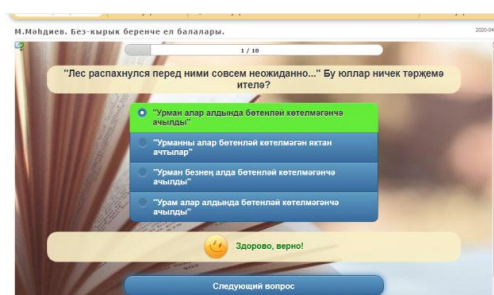 М.Мәһдиев. Без-кырык беренче ел балалары.
2020-04
1 / 10
"Лес распахнулся перед ними совсем неожиданно..." Бу юллар ничек тәрҗемә
ителә?
"Урман алар алдында бөтенләй көтелмәгәнчә
ачылды"
"Урманны алар бөтенләй көтелмәгән яктан
ачтылар"
"Урман безнең алда бөтенләй көтелмәгәнчә
ачылды"
"Урам алар алдында бөтенләй көтелмәгәнчә
ачылды"
Здорово, верно!
Следующий вопрос